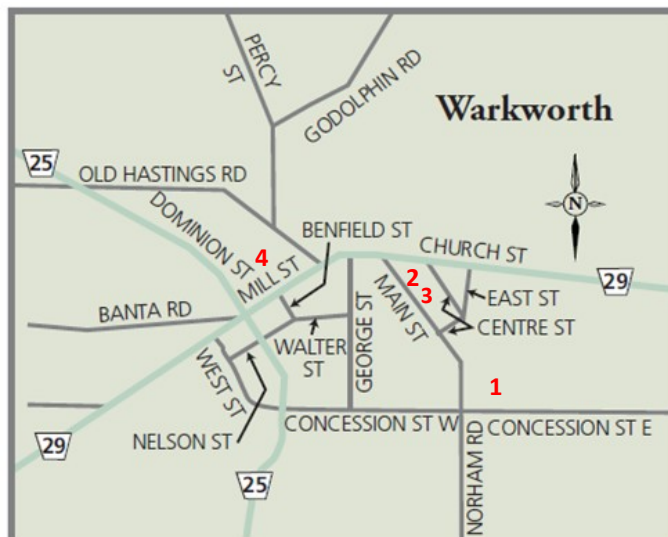 PERCY ST
GODOLPHIN RD
Warkworth
25
OLD HASTINGS RD
N
DOMINION ST
4
BENFIELD ST
MILL ST
CHURCH ST
2
3
29
EAST ST
BANTA RD
MAIN ST
CENTRE ST
WALTER ST
GEORGE ST
WEST ST
1
NELSON ST
CONCESSION ST W
CONCESSION ST E
29
25
NORHAM RD